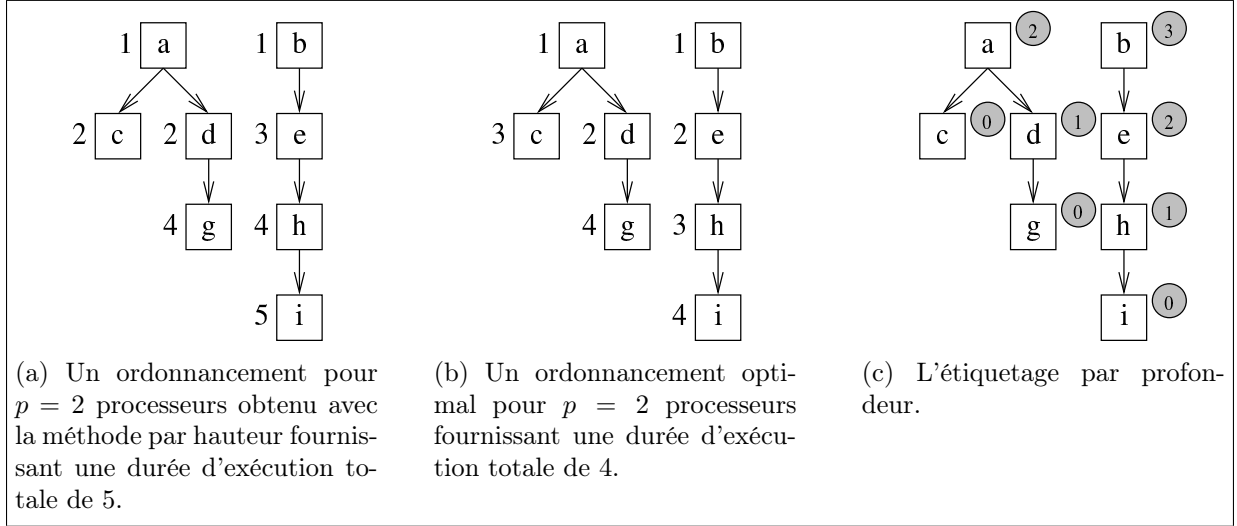 1 a 1 b
2 c 2 d 3 e
4 g 4 h
5 i
(a) Un ordonnancement pour
p = 2 processeurs obtenu avec
la méthode par hauteur fournis-
sant une durée d'exécution to-
tale de 5.
1 a 1 b
3 c 2 d 2 e
4 g 3 h
4 i
(b) Un ordonnancement opti-
mal pour p = 2 processeurs
fournissant une durée d'exécu-
tion totale de 4.
a 2 b 3
c 0 d 1 e 2
g 0 h 1
i 0
(c) L'étiquetage par profon-
deur.